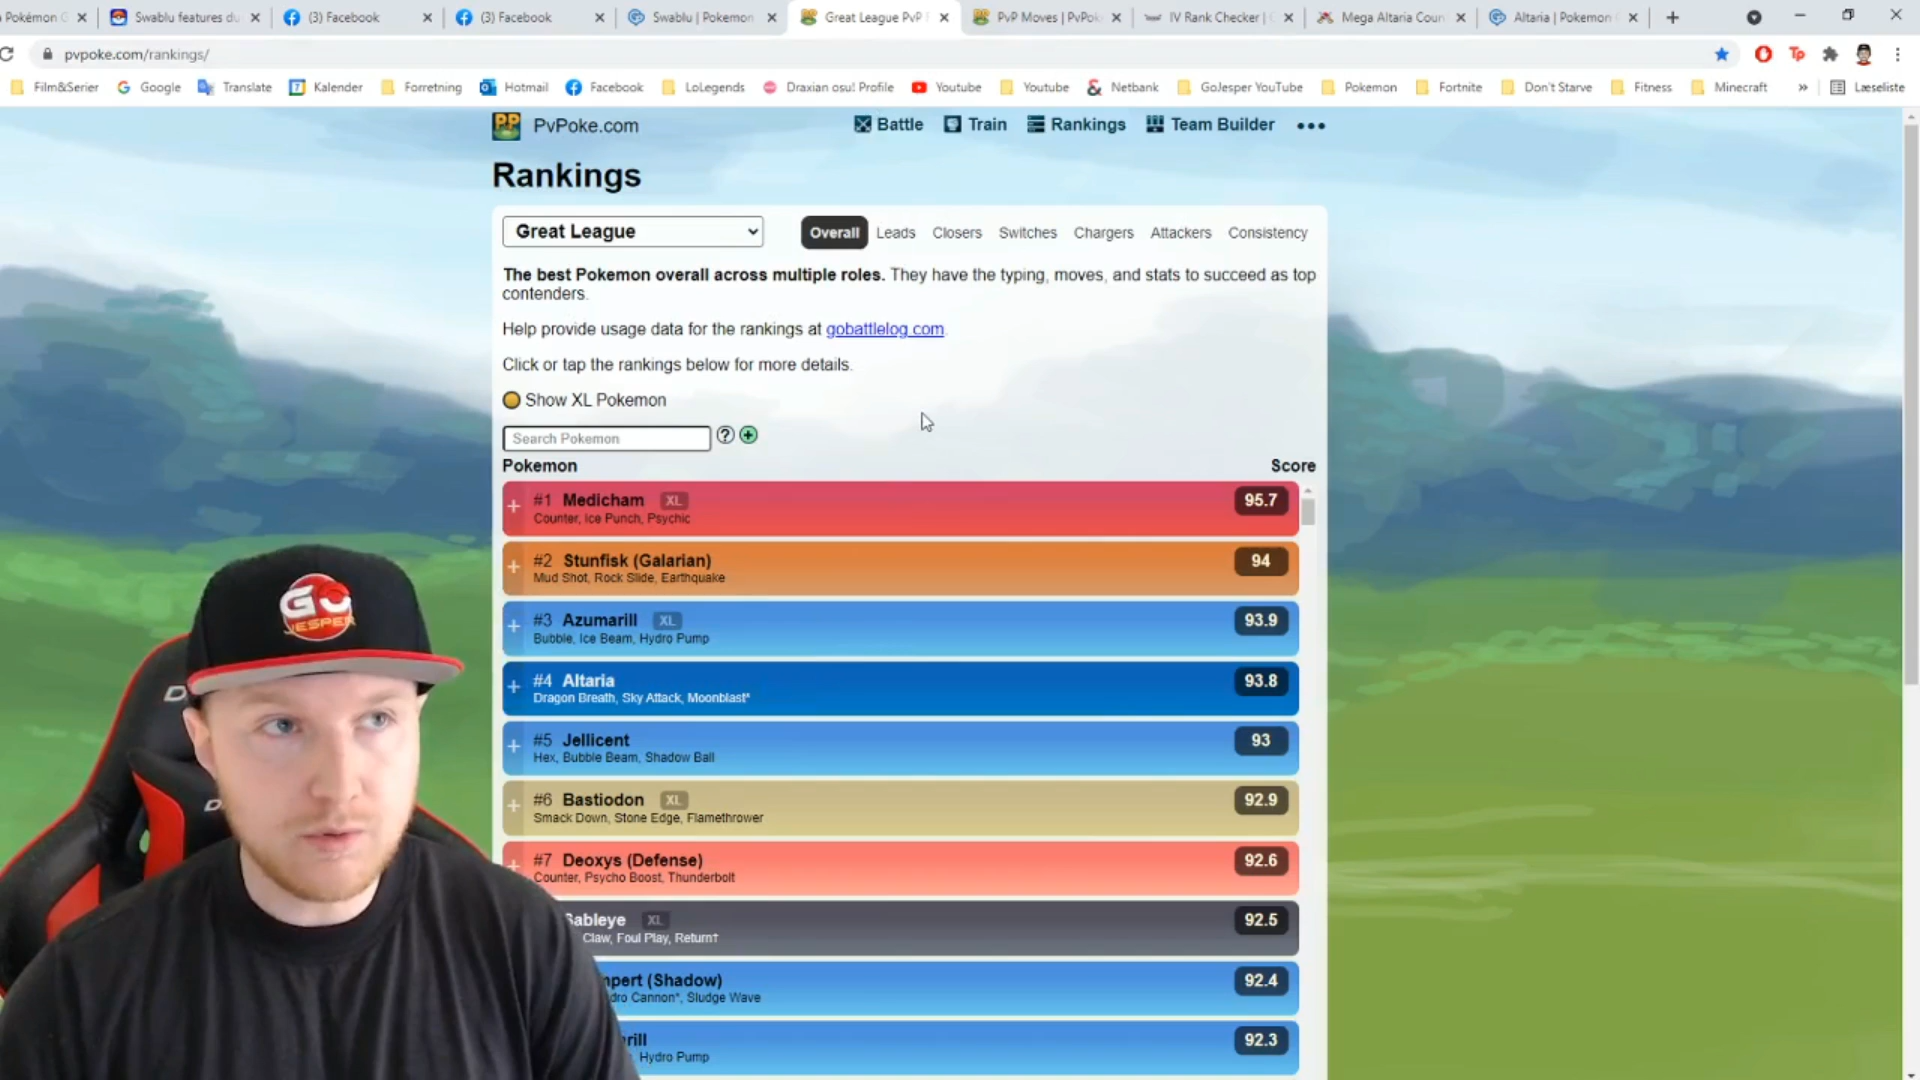 Pokémon G
Swablu features du
(3) Facebook
(3) Facebook
Swablu | Pokemon
Great League PvP
PvP Moves | PvPok
IV Rank Checker |
Mega Altaria Coun
Altaria | Pokemon
pvpoke.com/rankings/
Film&Serier
Google
Translate
Kalender
Forretning
Hotmail
Facebook
LoLegends
Draxian osu! Profile
Youtube
Youtube
Netbank
GoJesper YouTube
Pokemon
Fortnite
Don't Starve
Fitness
Minecraft
»
Læseliste
PvPoke.com
Battle
Train
Rankings
Team Builder
Rankings
Great League
Overall
Leads
Closers
Switches
Chargers
Attackers
Consistency
The best Pokemon overall across multiple roles. They have the typing, moves, and stats to succeed as top
contenders.
Help provide usage data for the rankings at gobattlelog.com.
Click or tap the rankings below for more details.
Show XL Pokemon
Search Pokemon
Pokemon Score
#1 Medicham XL 95.7
Counter, Ice Punch, Psychic
#2 Stunfisk (Galarian) 94
Mud Shot, Rock Slide, Earthquake
#3 Azumarill XL 93.9
Bubble, Ice Beam, Hydro Pump
#4 Altaria 93.8
Dragon Breath, Sky Attack, Moonblast*
#5 Jellicent 93
Hex, Bubble Beam, Shadow Ball
#6 Bastiodon XL 92.9
Smack Down, Stone Edge, Flamethrower
#7 Deoxys (Defense) 92.6
Counter, Psycho Boost, Thunderbolt
Sableye XL 92.5
Claw, Foul Play, Return†
mpert (Shadow) 92.4
dro Cannon*, Sludge Wave
rill 92.3
, Hydro Pump
GO
JESPER